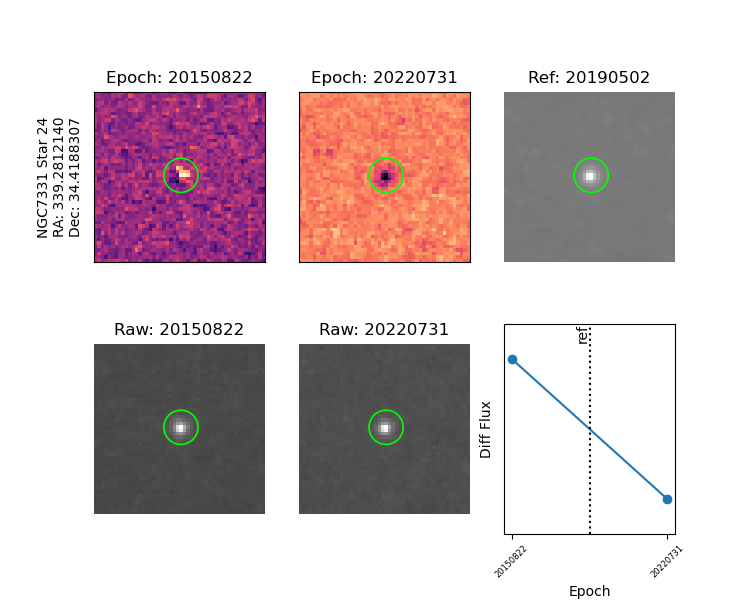 NGC7331 Star 24
RA: 339.2812140
Dec: 34.4188307
Epoch: 20150822
Epoch: 20220731
Ref: 20190502
Raw: 20150822
Raw: 20220731
ref
Diff Flux
20150822
20220731
Epoch